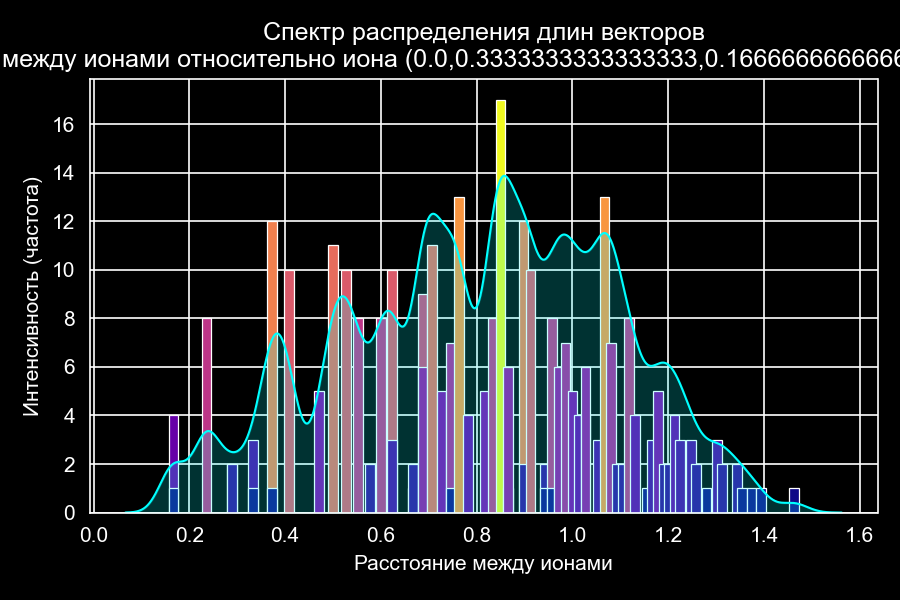 Спектр распределения длин векторов
между ионами относительно иона (0.0,0.3333333333333333,0.1666666666666
Интенсивность (частота)
16
14
12
10
8
6
4
2
0
0.0 0.2 0.4 0.6 0.8 1.0 1.2 1.4 1.6
Расстояние между ионами